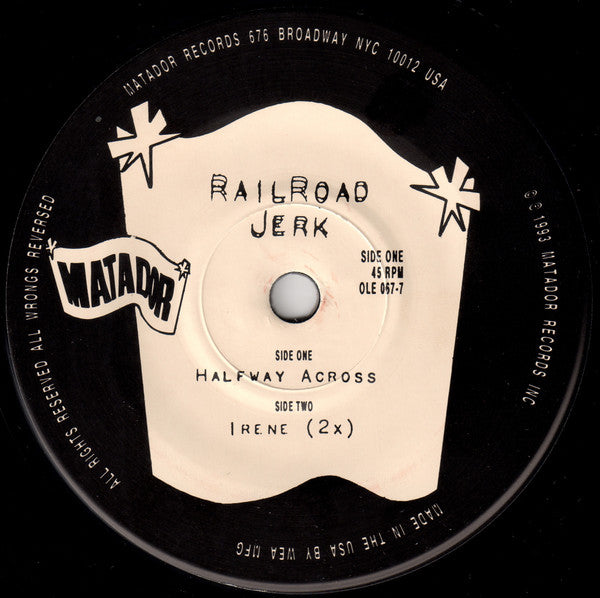 MATADOR RECORDS 676 BROADWAY NYC 10012 USA
RAILROAD
JERK
SIDE ONE
45 RPM
OLE 067-7
MATADOR
SIDE ONE
HALFWAY ACROSS
SIDE TWO
IRENE (2X)
℗ © 1993 MATADOR RECORDS INC
MADE IN THE USA BY WEA MFG
ALL RIGHTS RESERVED ALL WRONGS REVERSED